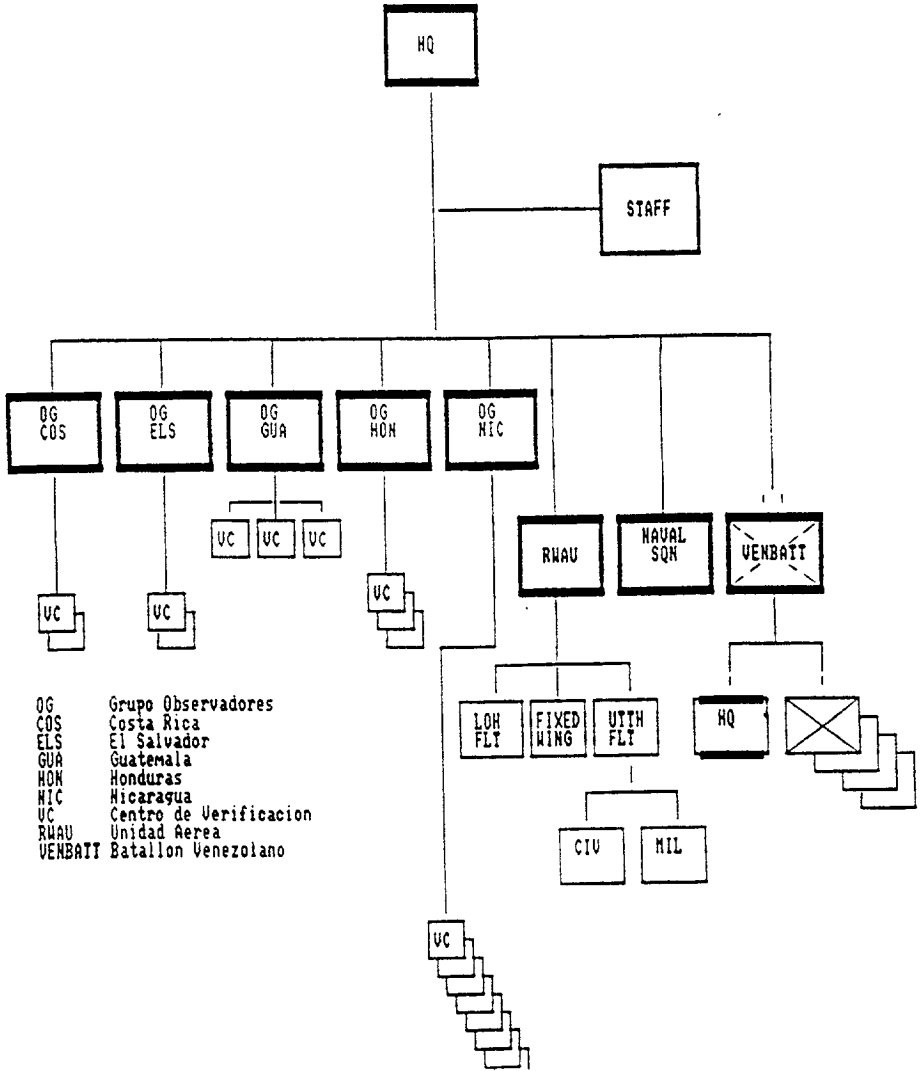 HQ
STAFF
OG
COS
OG
ELS
OG
GUA
OG
HON
OG
NIC
VC
VC
VC
RWAU
NAVAL
SQN
VENBATT
VC
VC
VC
LOH
FLT
FIXED
WING
UTTH
FLT
HQ
CIV
MIL
VC
OG Grupo Observadores
COS Costa Rica
ELS El Salvador
GUA Guatemala
HON Honduras
NIC Nicaragua
VC Centro de Verificacion
RWAU Unidad Aerea
VENBATT Batallon Venezolano